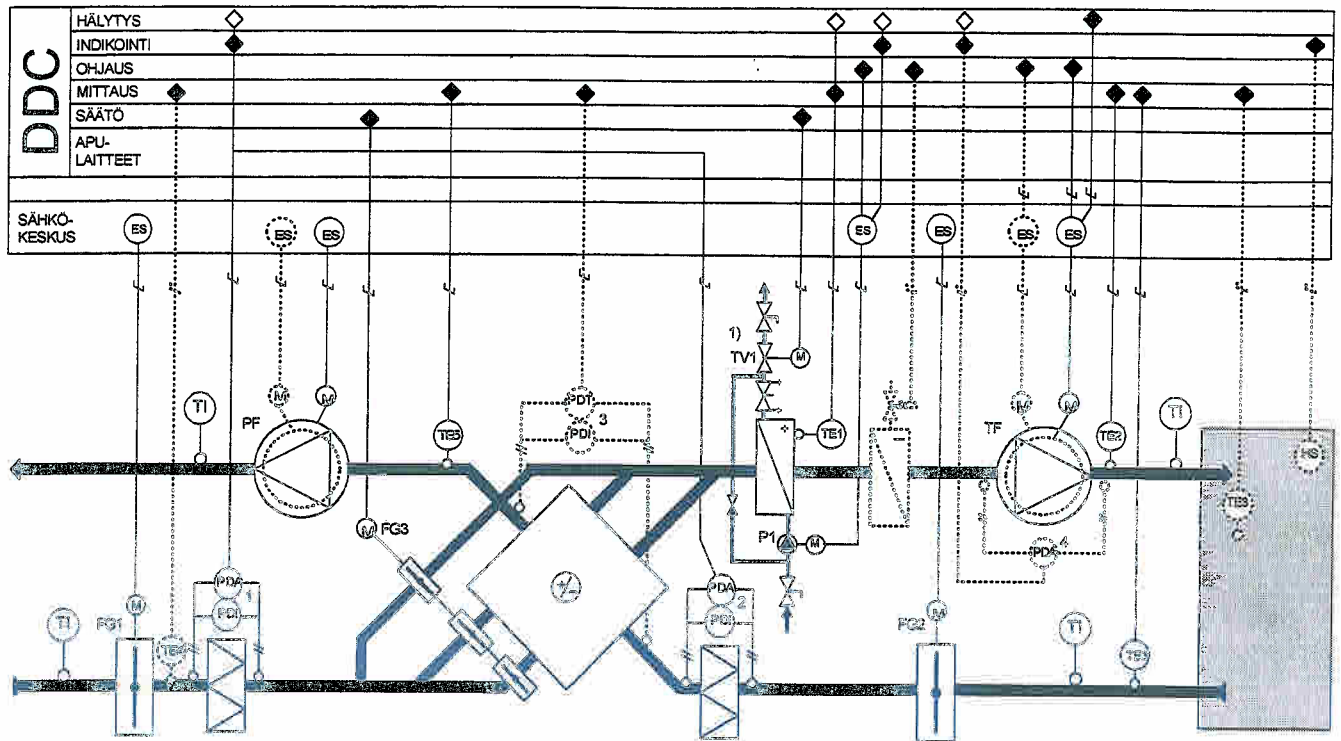 DDC
HÄLYTYS
INDIKOINTI
OHJAUS
MITTAUS
SÄÄTÖ
APU-
LAITTEET
SÄHKÖ-
KESKUS
ES
ES
ES
ES
ES
ES
ES
1)
TV1
M
TI
PF
M
M
TE5
PDT
PDI
3
+
TE1
-
TF
M
M
TE2
TI
HS
TE3
FG3
M
P1
M
PDA
4
+/-
TI
FG1
M
PDA
PDI
1
PDA
PDI
2
FG2
M
TI